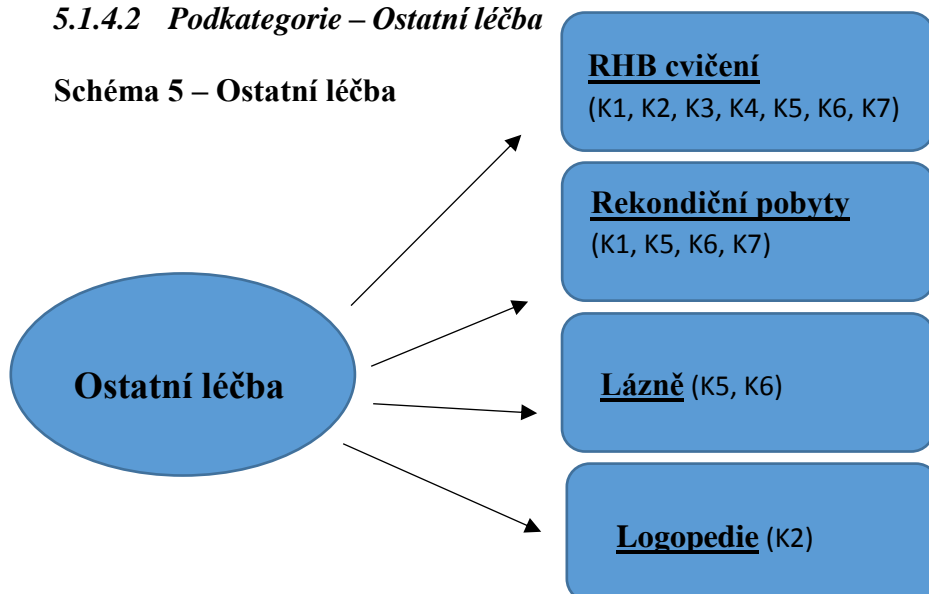 5.1.4.2 Podkategorie – Ostatní léčba
Schéma 5 – Ostatní léčba
RHB cvičení
(K1, K2, K3, K4, K5, K6, K7)
Rekondiční pobyty
(K1, K5, K6, K7)
Ostatní léčba
Lázně (K5, K6)
Logopedie (K2)